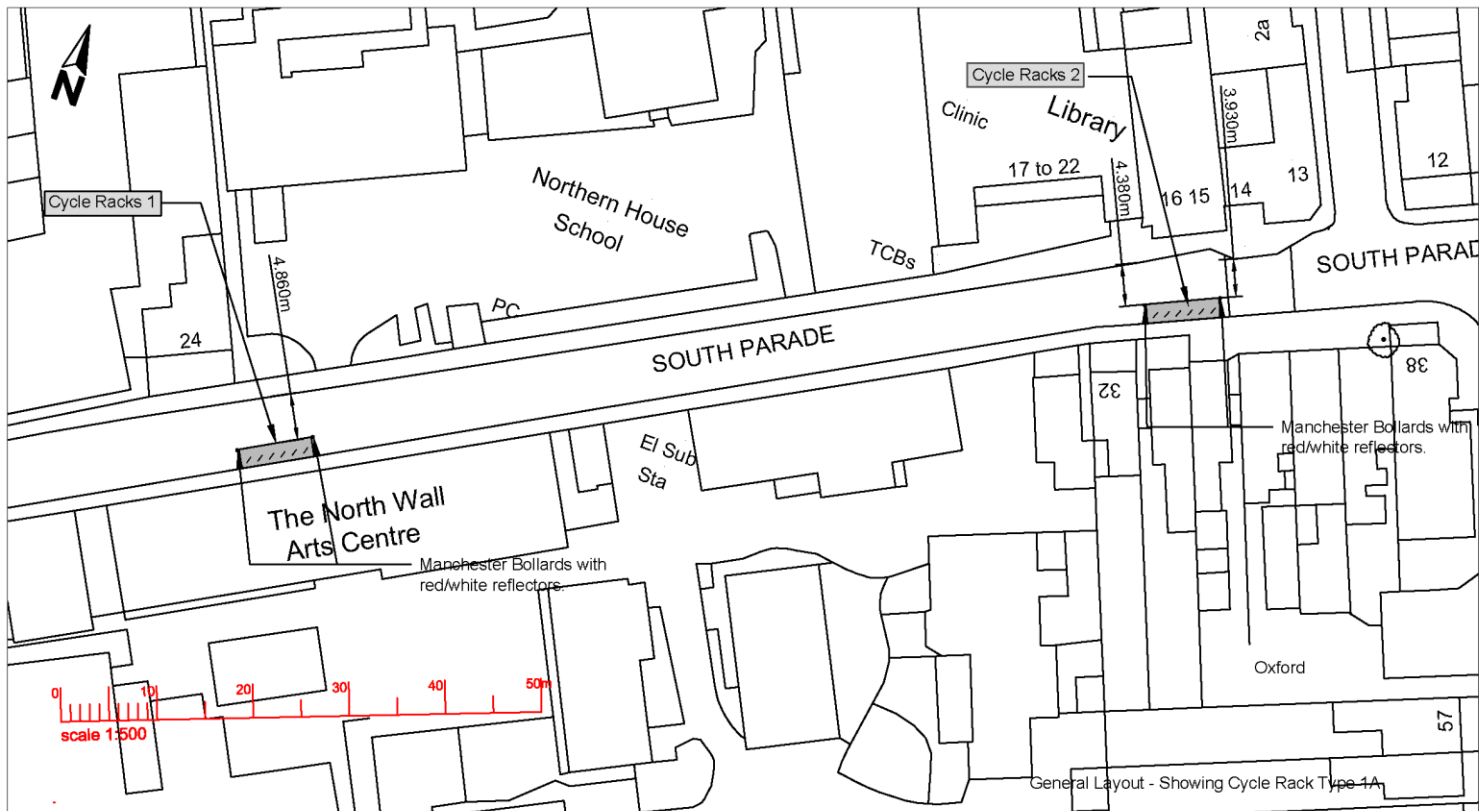 N
2a
Cycle Racks 2
Clinic
Library
3.930m
4.380m
17 to 22
12
13
14
16 15
Cycle Racks 1
Northern House
School
TCBs
SOUTH PARAD
4.860m
PC
SOUTH PARADE
24
38
32
Manchester Bollards with
red/white reflectors.
El Sub
Sta
The North Wall
Arts Centre
Manchester Bollards with
red/white reflectors.
Oxford
0 10 20 30 40 50m
scale 1:500
57
General Layout - Showing Cycle Rack Type 1A